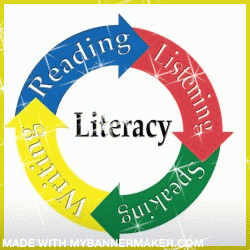 Reading
Listening
Literacy
Writing
Speaking
MADE WITH MYBANNERMAKER.COM